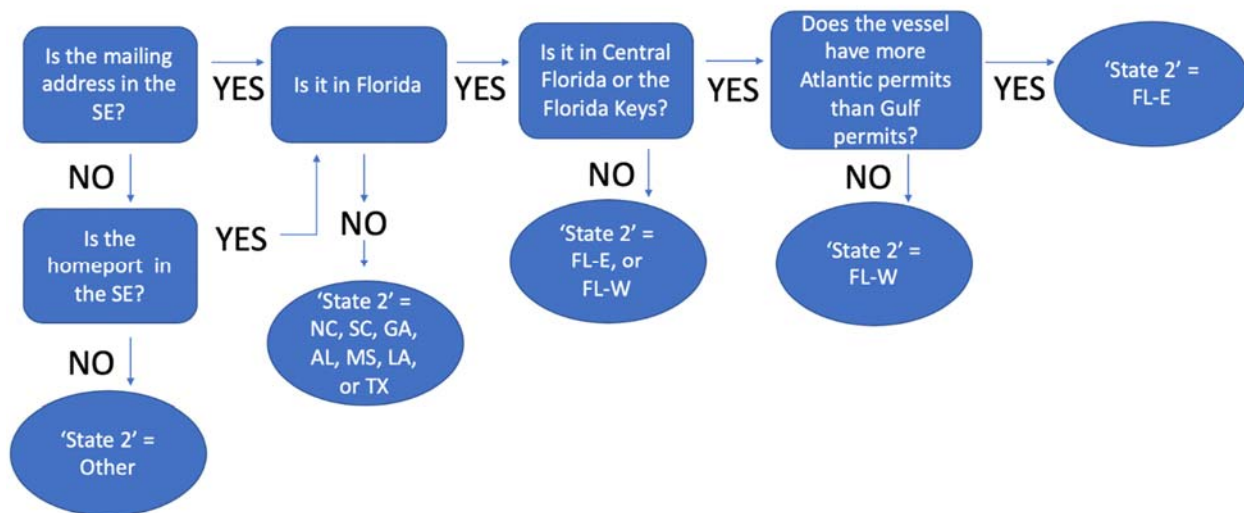 Is the mailing
address in the
SE?
YES
Is it in Florida
YES
Is it in Central
Florida or the
Florida Keys?
YES
Does the vessel
have more
Atlantic permits
than Gulf
permits?
YES
‘State 2’ =
FL-E
NO
Is the
homeport in
the SE?
YES
NO
‘State 2’ =
NC, SC, GA,
AL, MS, LA,
or TX
NO
‘State 2’ =
FL-E, or
FL-W
NO
‘State 2’ =
FL-W
NO
‘State 2’ =
Other